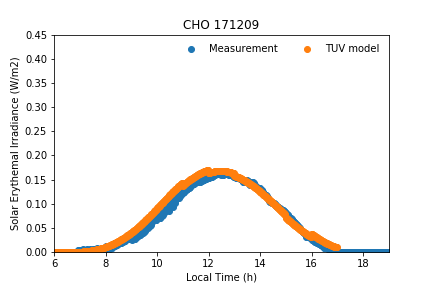 CHO 171209
Measurement TUV model
Solar Erythemal Irradiance (W/m2)
0.45
0.40
0.35
0.30
0.25
0.20
0.15
0.10
0.05
0.00
6 8 10 12 14 16 18
Local Time (h)